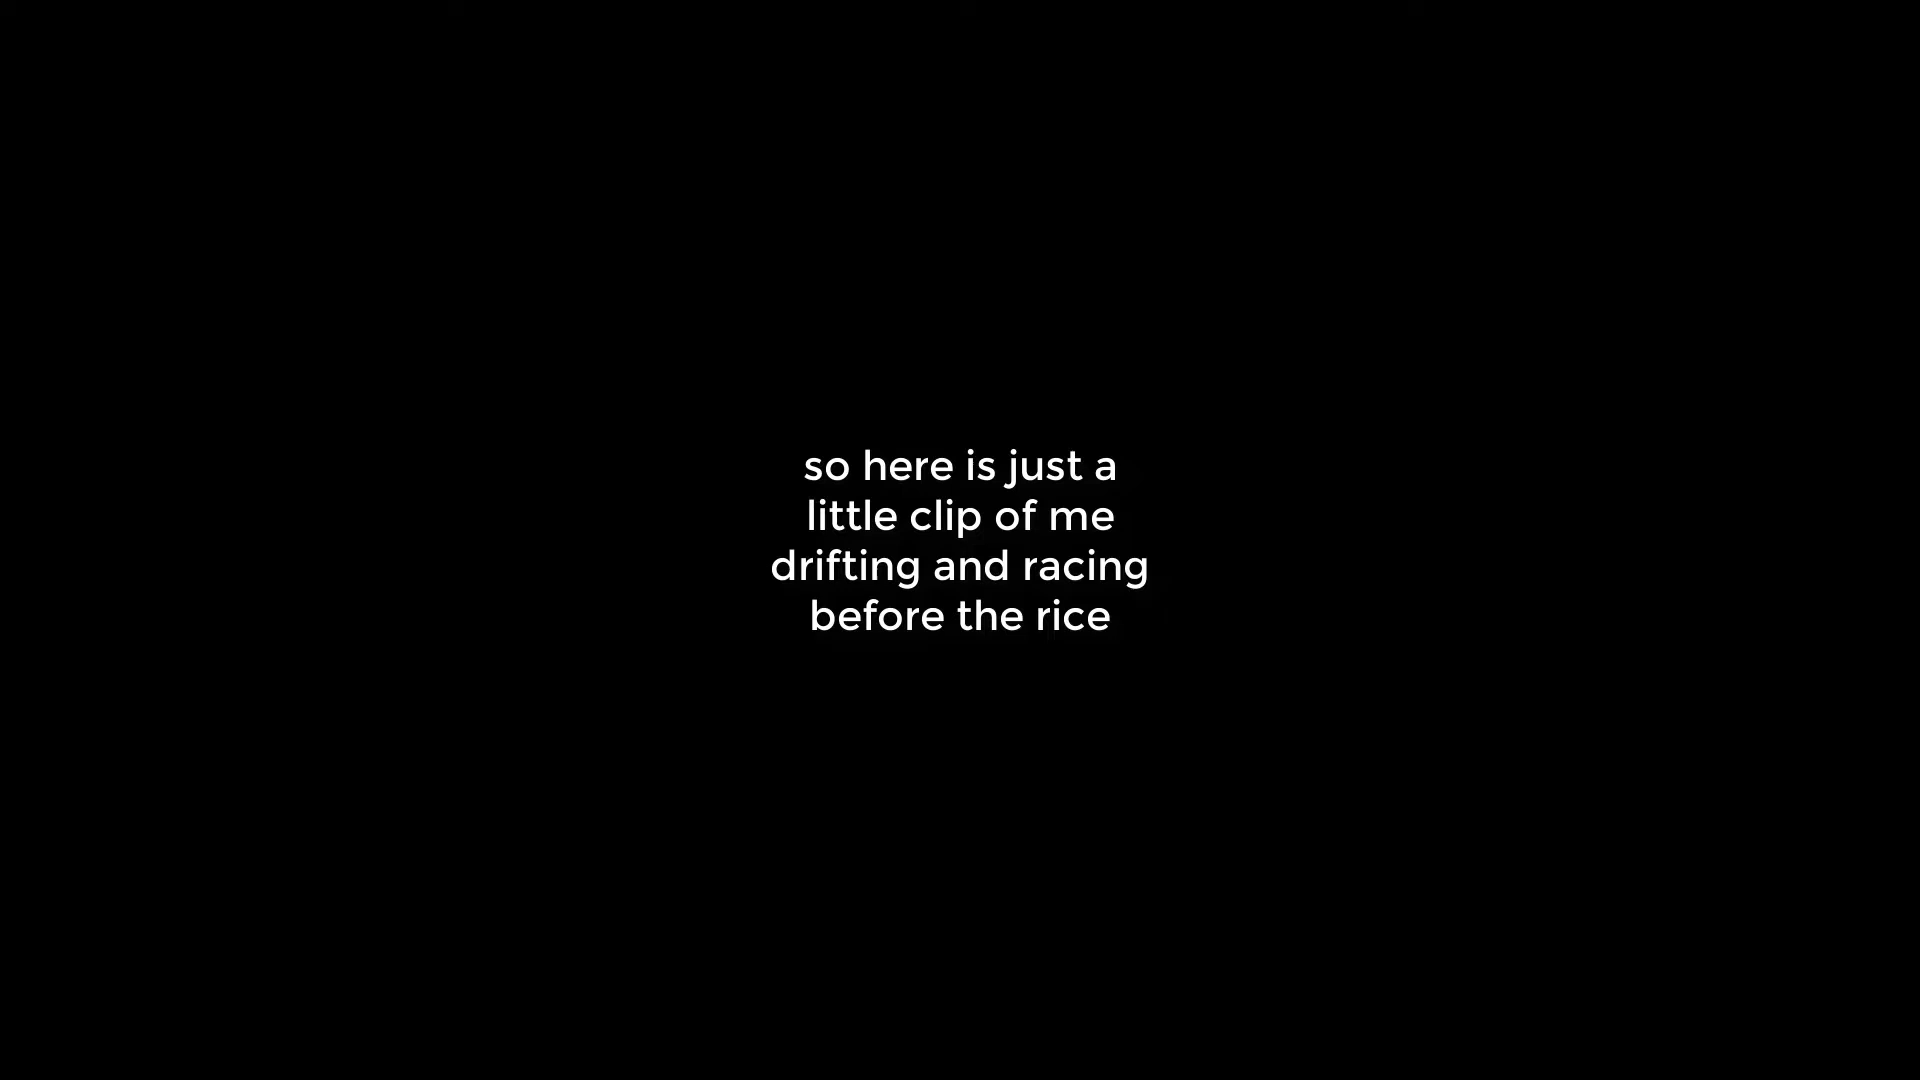 so here is just a
little clip of me
drifting and racing
before the rice